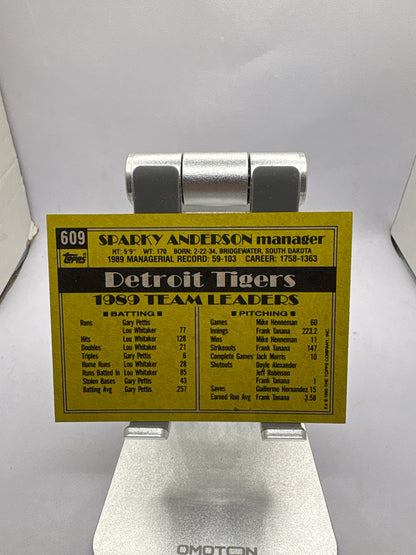 609
Topps
SPARKY ANDERSON manager
HT: 5'9" WT: 170 BORN: 2-22-34, BRIDGEWATER, SOUTH DAKOTA
1989 MANAGERIAL RECORD: 59-103 CAREER: 1758-1363
Detroit Tigers
1989 TEAM LEADERS
BATTING
Runs Gary Pettis
Lou Whitaker 77
Hits Lou Whitaker 128
Doubles Lou Whitaker 21
Triples Gary Pettis 6
Home Runs Lou Whitaker 28
Runs Batted In Lou Whitaker 85
Stolen Bases Gary Pettis 43
Batting Avg Gary Pettis .257
PITCHING
Games Mike Henneman 60
Innings Frank Tanana 223.2
Wins Mike Henneman 11
Strikeouts Frank Tanana 147
Complete Games Jack Morris 10
Shutouts Doyle Alexander
Jeff Robinson
Frank Tanana 1
Saves Guillermo Hernandez 15
Earned Run Avg Frank Tanana 3.58
© 1990 THE TOPPS COMPANY, INC.
OMOTON